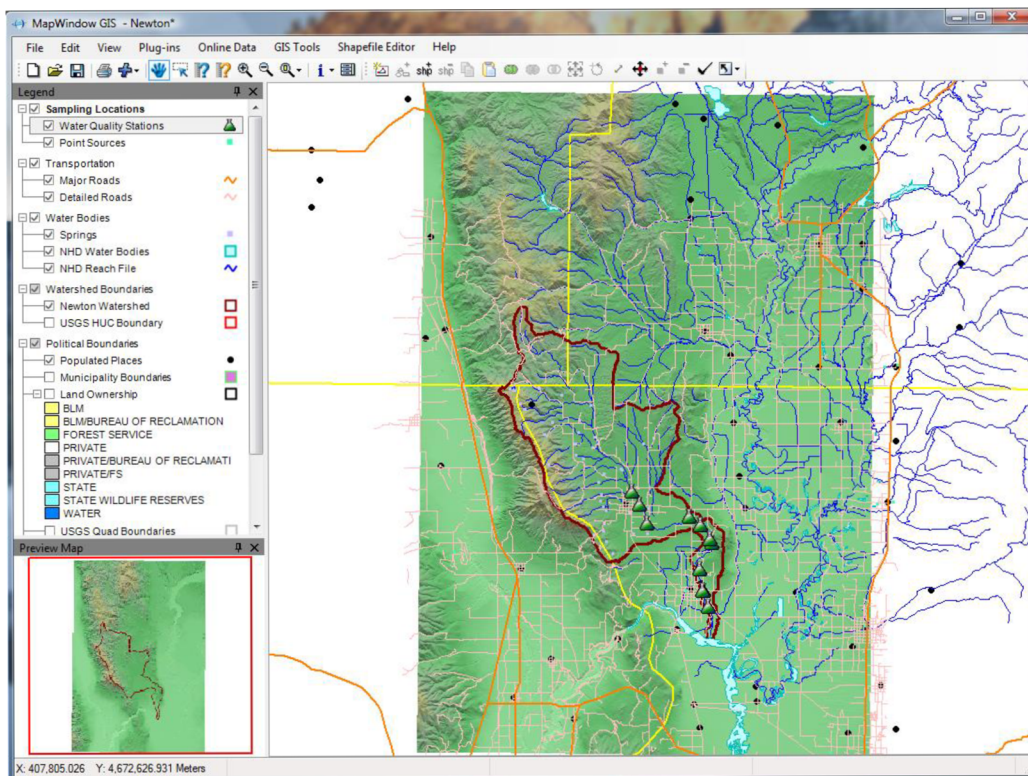 MapWindow GIS - Newton*
File Edit View Plug-ins Online Data GIS Tools Shapefile Editor Help
shp shp
Legend
Sampling Locations
Water Quality Stations
Point Sources
Transportation
Major Roads
Detailed Roads
Water Bodies
Springs
NHD Water Bodies
NHD Reach File
Watershed Boundaries
Newton Watershed
USGS HUC Boundary
Political Boundaries
Populated Places
Municipality Boundaries
Land Ownership
BLM
BLM/BUREAU OF RECLAMATION
FOREST SERVICE
PRIVATE
PRIVATE/BUREAU OF RECLAMATI
PRIVATE/FS
STATE
STATE WILDLIFE RESERVES
WATER
USGS Quad Boundaries
Preview Map
X: 407,805.026 Y: 4,672,626.931 Meters